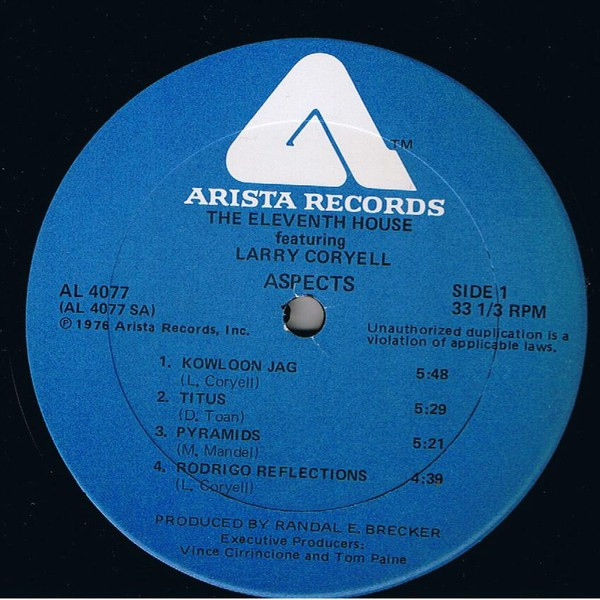 TM
ARISTA RECORDS
THE ELEVENTH HOUSE
featuring
LARRY CORYELL
ASPECTS
AL 4077
(AL 4077 SA)
℗ 1976 Arista Records, Inc.
SIDE 1
33 1/3 RPM
Unauthorized duplication is a
violation of applicable laws.
1. KOWLOON JAG 5:48
(L. Coryell)
2. TITUS 5:29
(D. Toan)
3. PYRAMIDS 5:21
(M. Mandel)
4. RODRIGO REFLECTIONS 4:39
(L. Coryell)
PRODUCED BY RANDAL E. BRECKER
Executive Producers:
Vince Cirrincione and Tom Paine